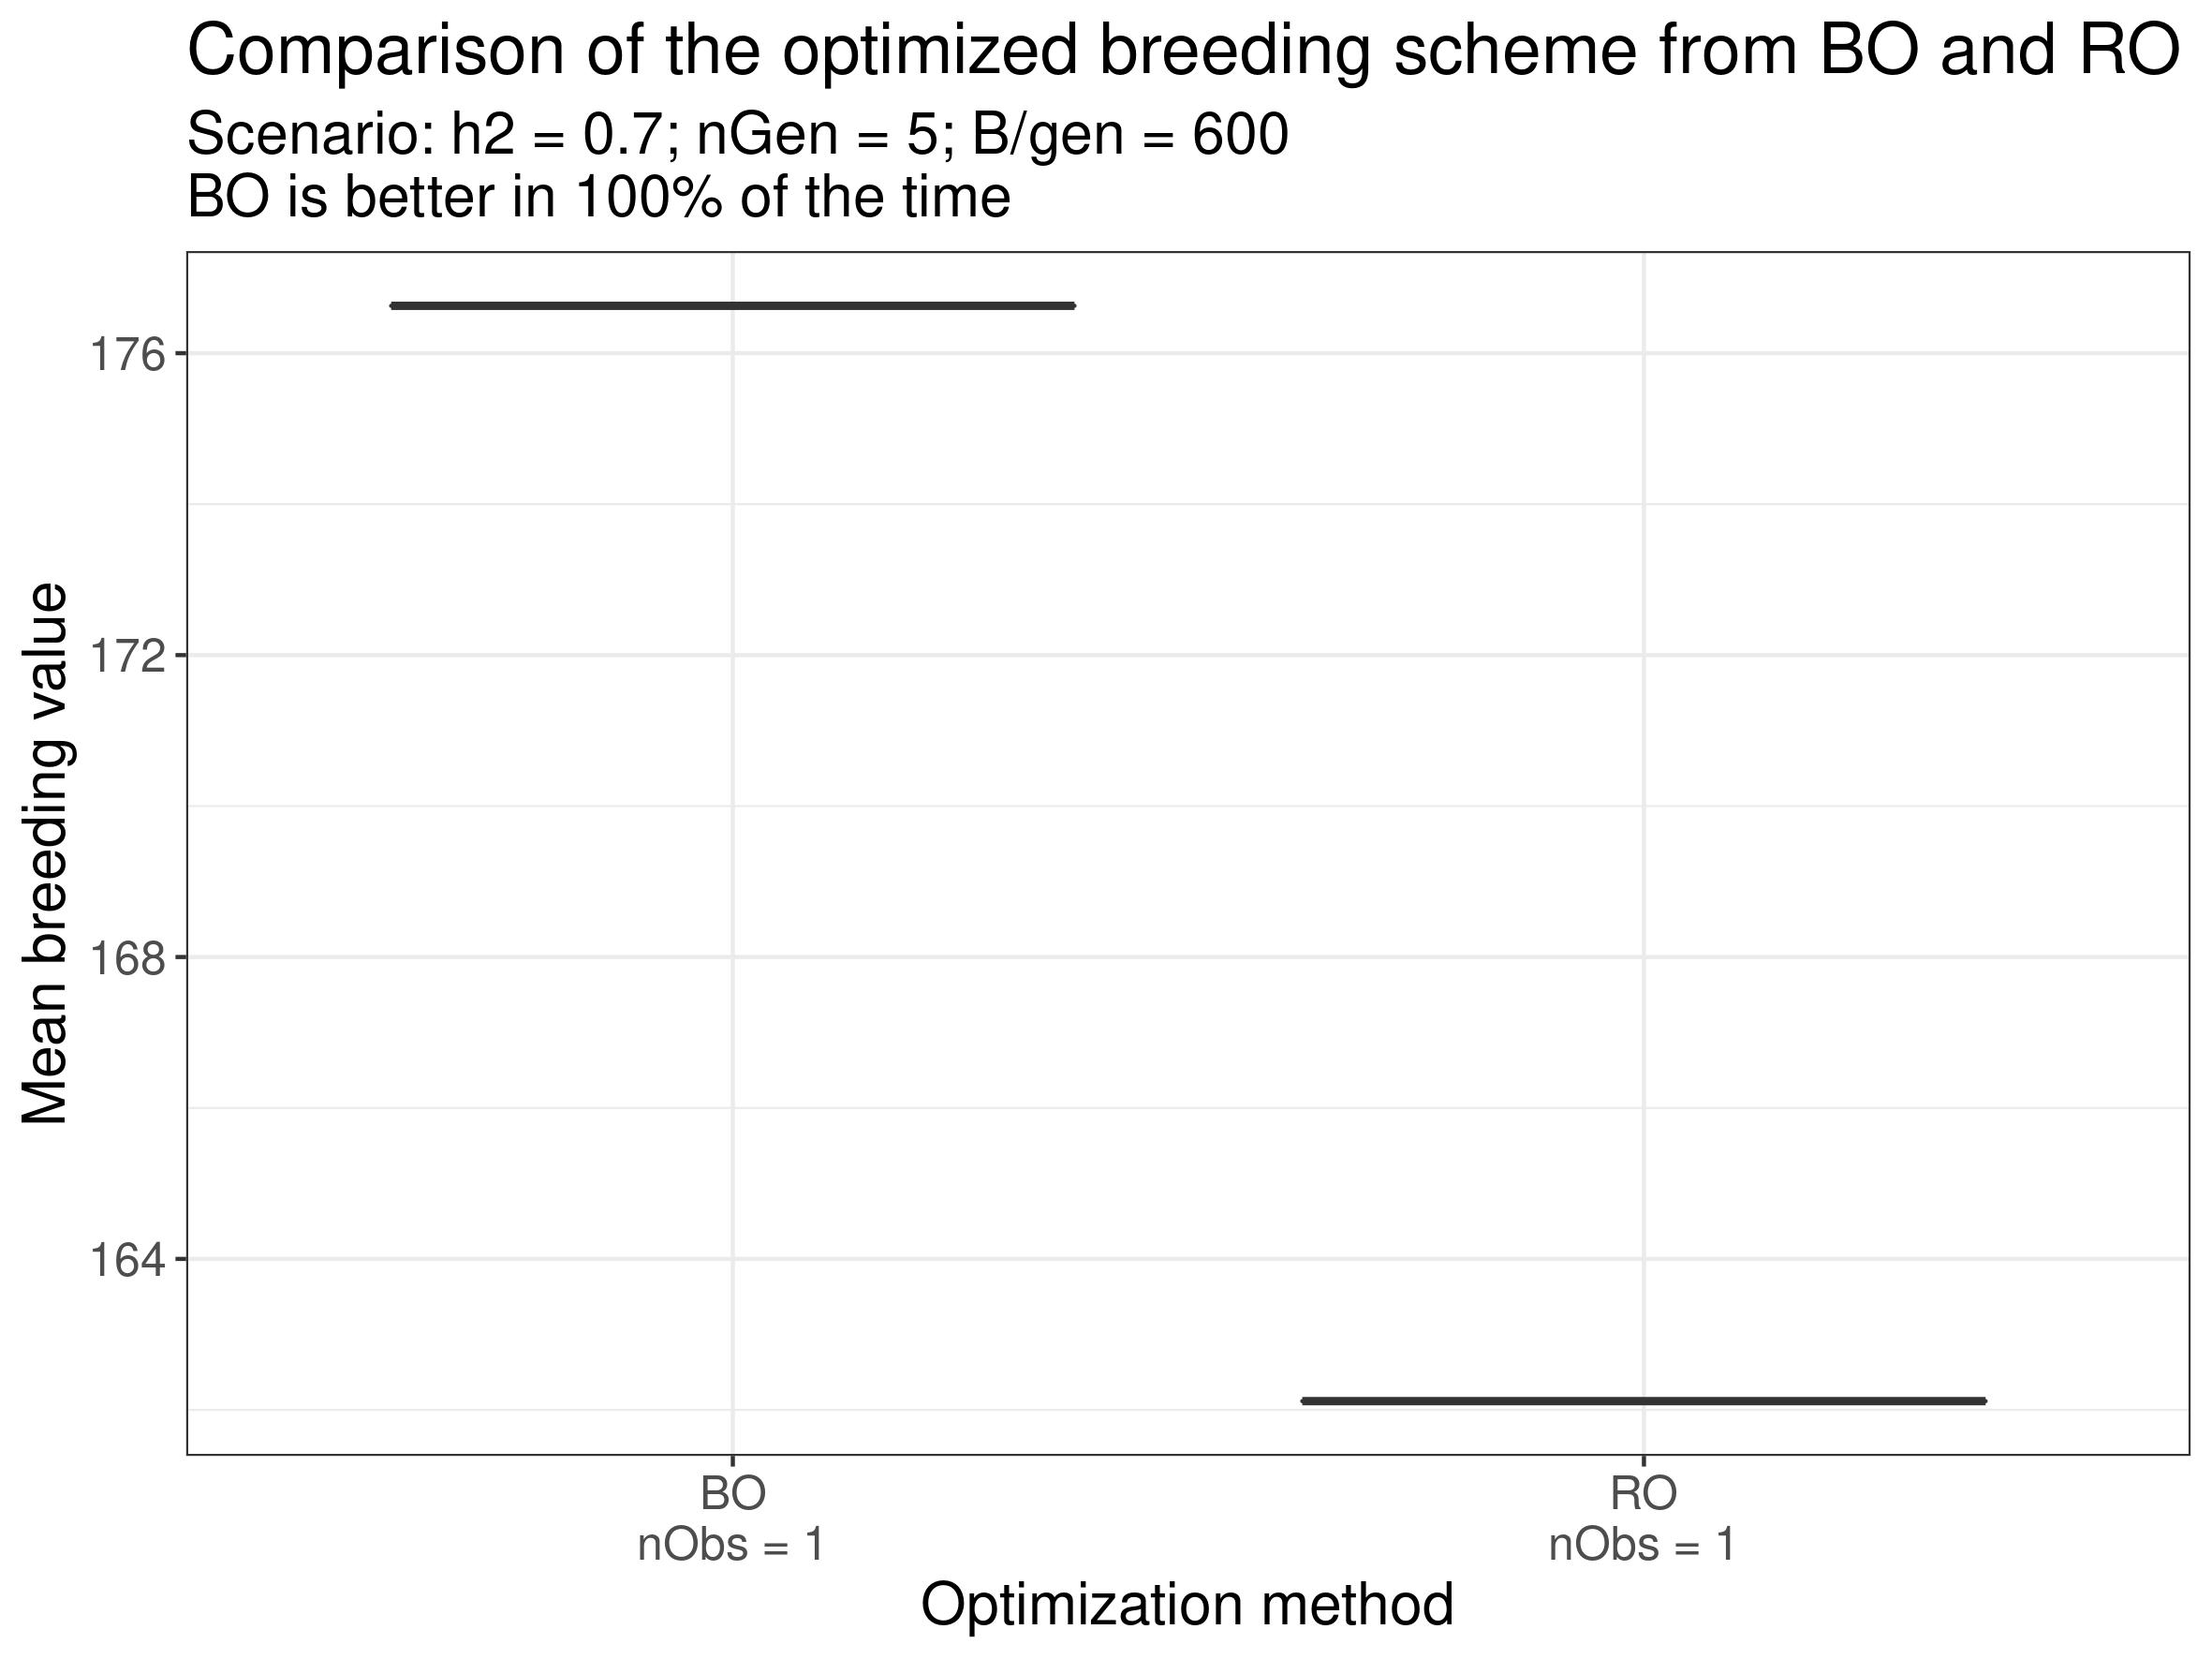 Comparison of the optimized breeding scheme from BO and RO
Scenario: h2 = 0.7; nGen = 5; B/gen = 600
BO is better in 100% of the time
Mean breeding value
176
172
168
164
BO
nObs = 1
RO
nObs = 1
Optimization method